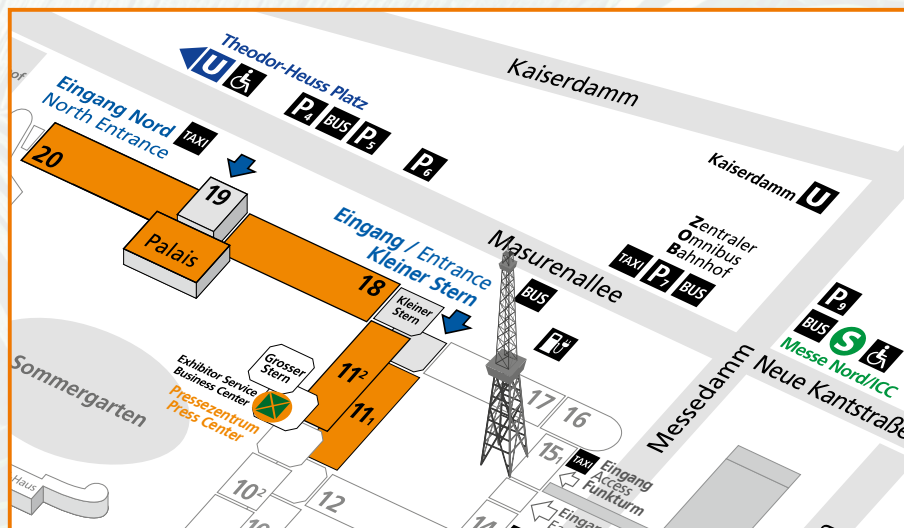 Theodor-Heuss Platz
U
Kaiserdamm
of
Eingang Nord
North Entrance
TAXI
P4
BUS
P5
P6
Kaiserdamm U
20
19
Palais
Eingang / Entrance
Kleiner Stern
Masurenallee
Zentraler
Omnibus
Bahnhof
TAXI
P7
BUS
18
Kleiner
Stern
BUS
P9
BUS
S
Messe Nord/ICC
Sommergarten
Exhibitor Service
Business Center
Pressezentrum
Press Center
Grosser
Stern
11²
11₁
Messedamm
Neue Kantstraße
17
16
15₁
TAXI
Eingang
Access
Funkturm
Haus
10²
12
14
Eingang